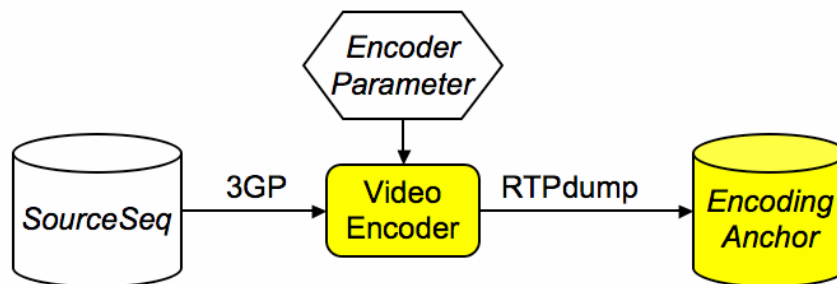 Encoder
Parameter
SourceSeq
3GP
Video
Encoder
RTPdump
Encoding
Anchor